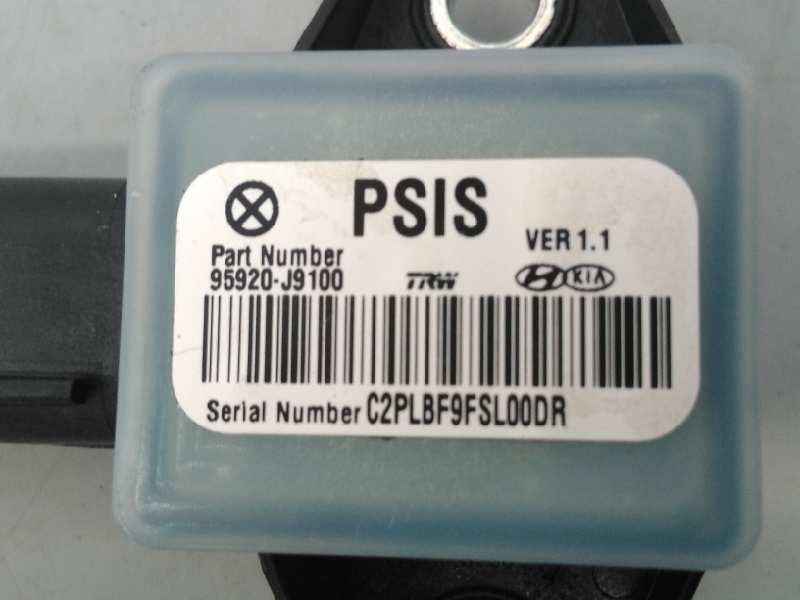 PSIS
VER 1.1
Part Number
95920-J9100
TRW
KIA
Serial Number C2PLBF9FSL00DR